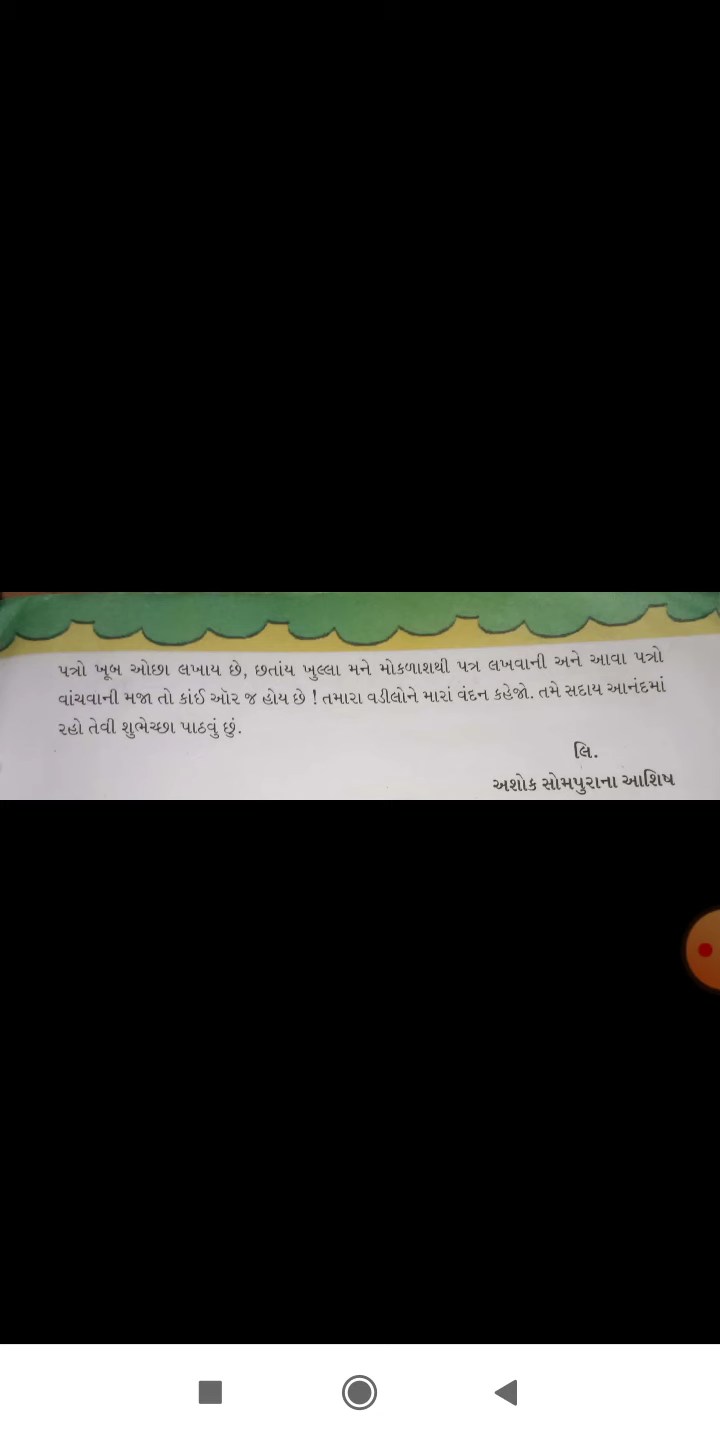 પત્રો ખૂબ ઓછા લખાય છે, છતાંય ખુલ્લા મને મોકળાશથી પત્ર લખવાની અને આવા પત્રો
વાંચવાની મજા તો કાંઈ ઑર જ હોય છે ! તમારા વડીલોને મારાં વંદન કહેજો. તમે સદાય આનંદમાં
રહો તેવી શુભેચ્છા પાઠવું છું.
લિ.
અશોક સોમપુરાના આશિષ